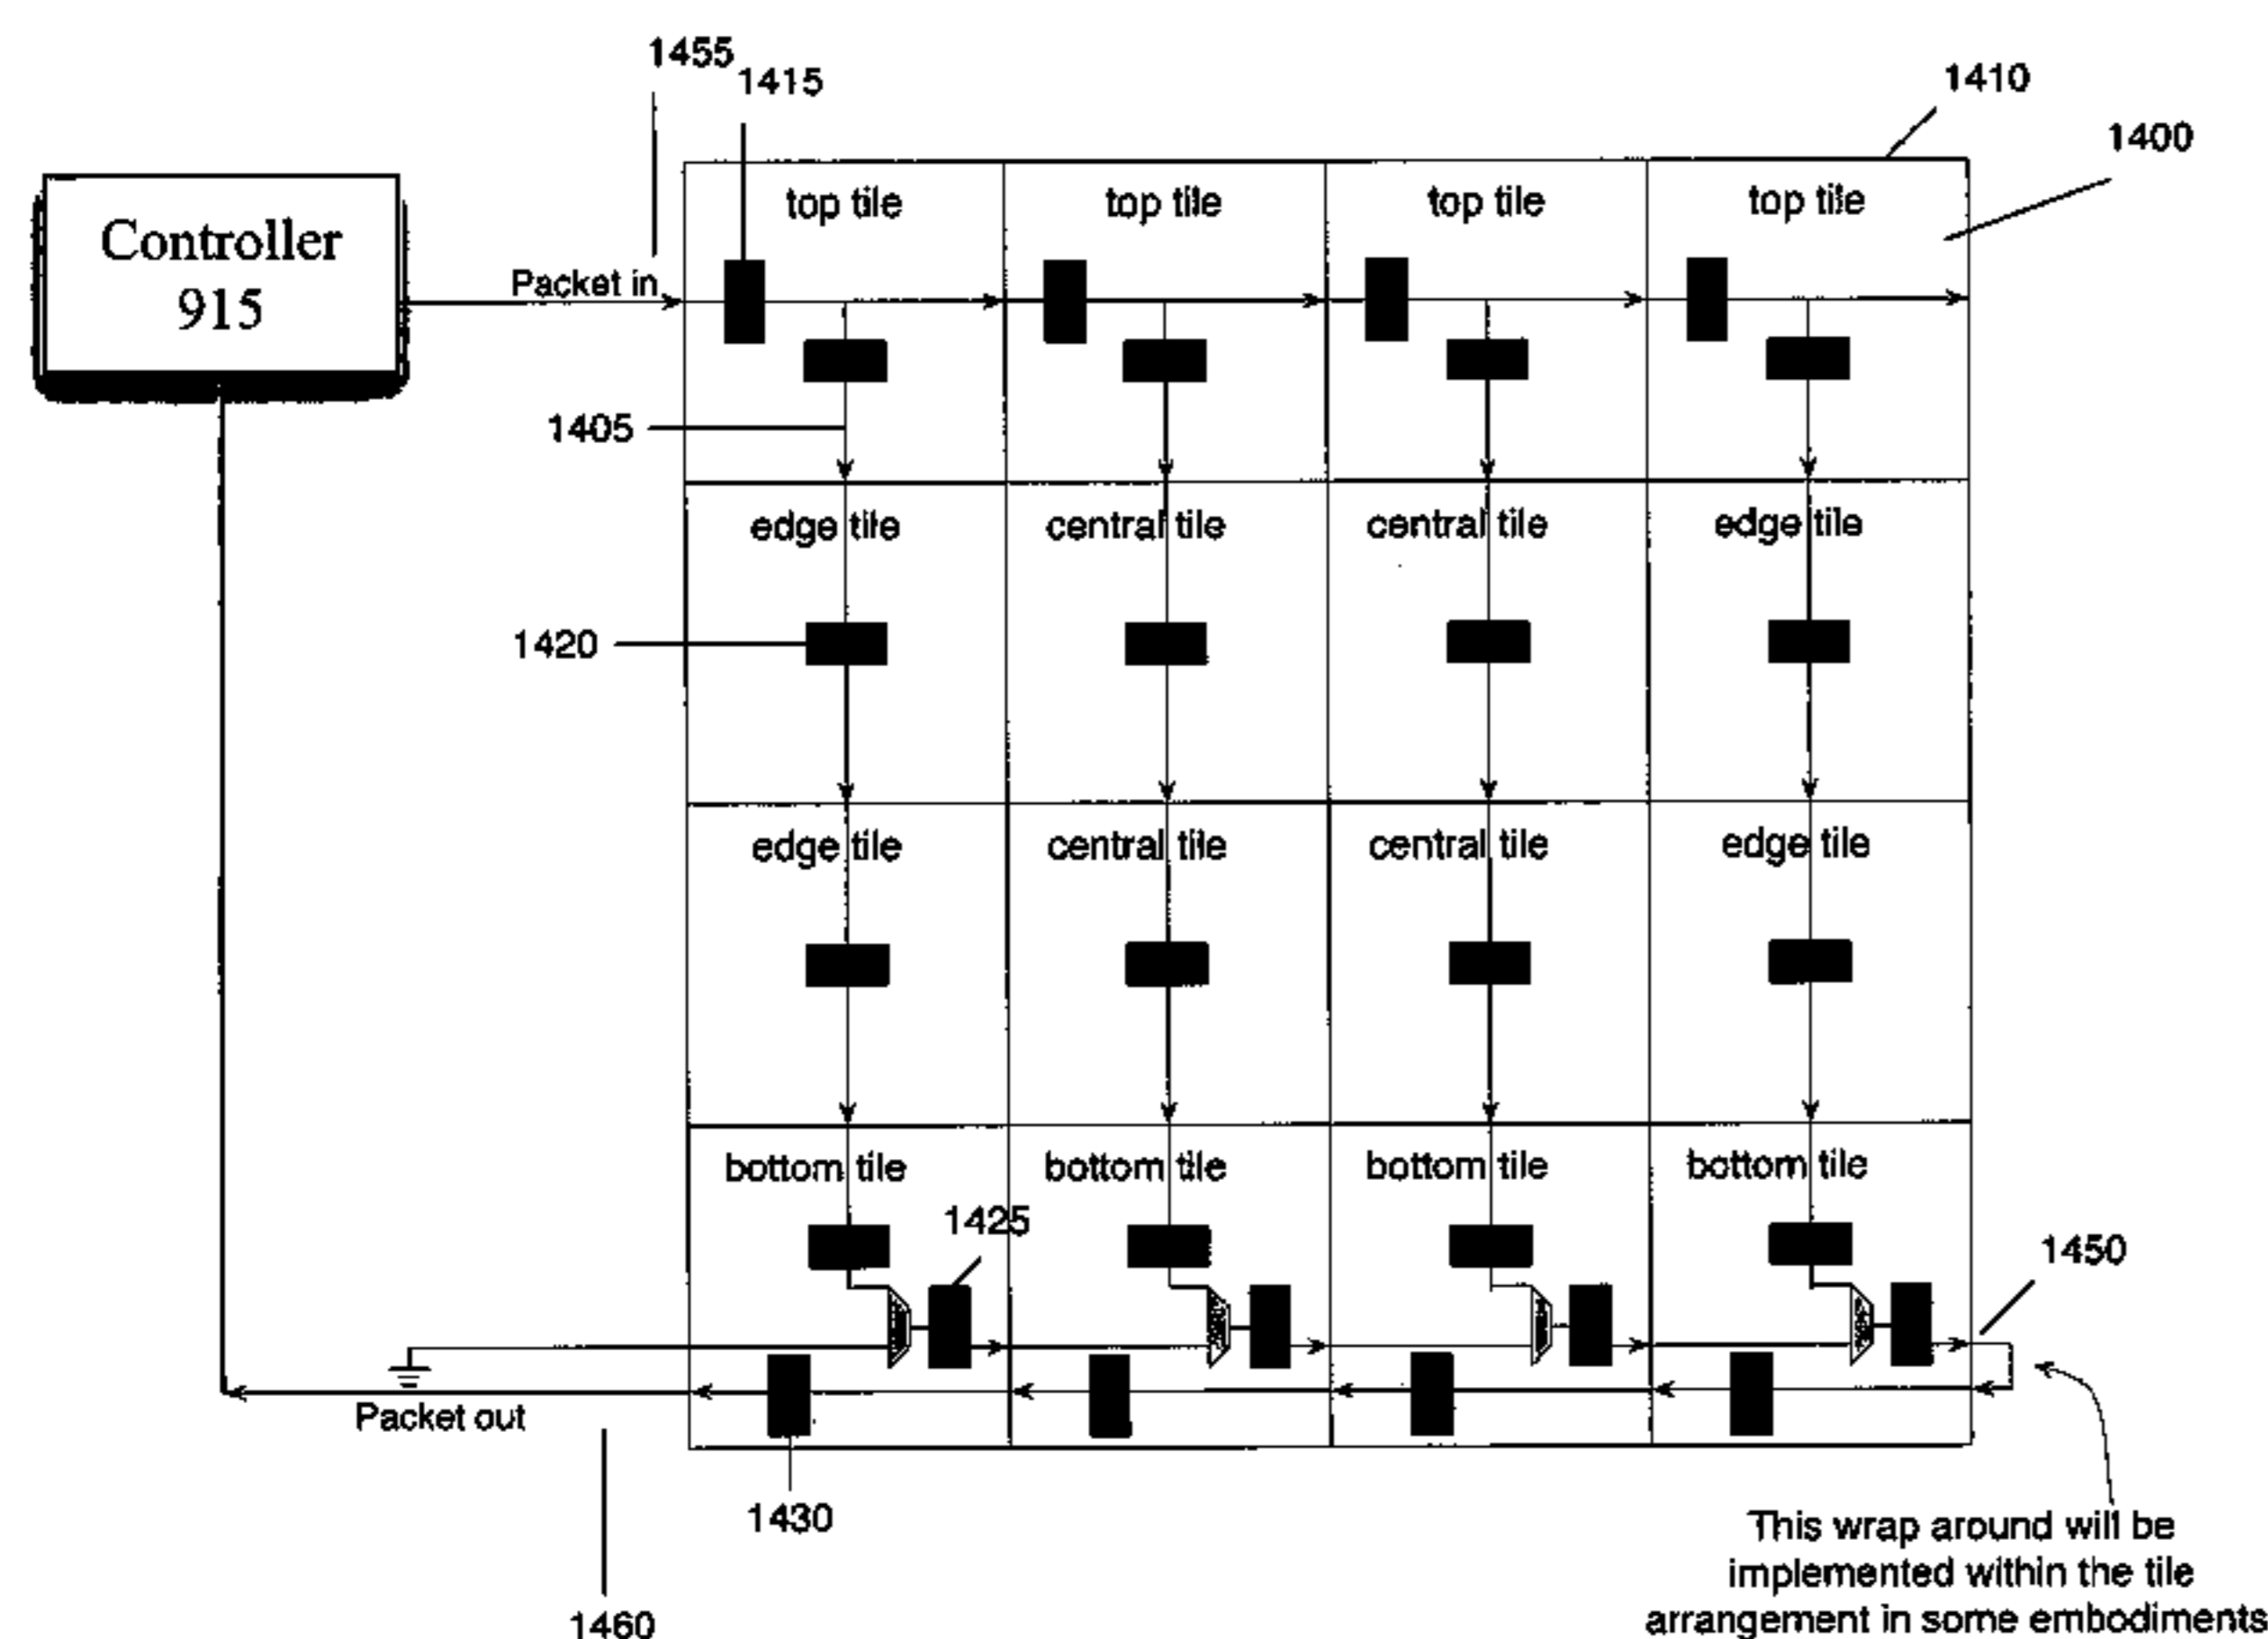 1455
1415
1410
1400
Controller
915
Packet in
top tile
top tile
top tile
top tile
1405
edge tile
central tile
central tile
edge tile
1420
edge tile
central tile
central tile
edge tile
bottom tile
bottom tile
bottom tile
bottom tile
1425
1450
Packet out
1430
1460
This wrap around will be
implemented within the tile
arrangement in some embodiments